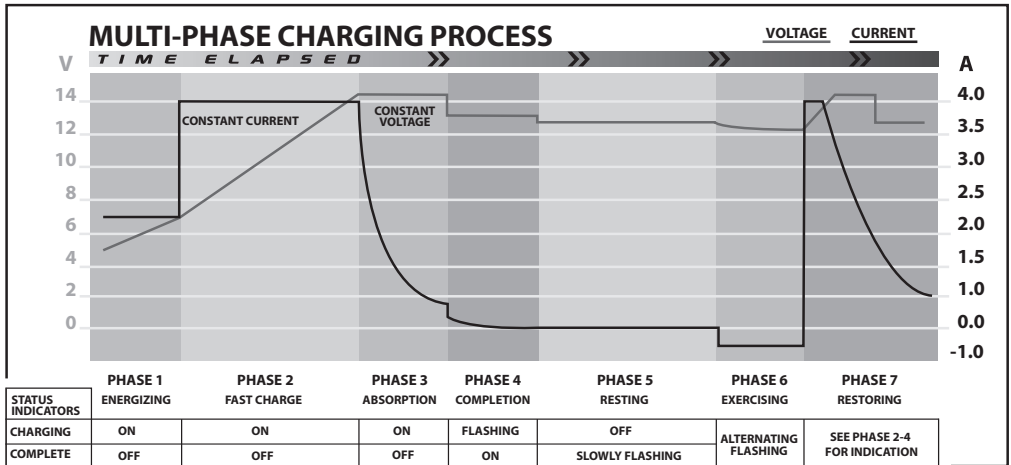 MULTI-PHASE CHARGING PROCESS
VOLTAGE CURRENT
TIME ELAPSED
V A
14 4.0
12 3.5
10 3.0
8 2.5
6 2.0
4 1.5
2 1.0
0 0.0
-1.0
CONSTANT CURRENT
CONSTANT
VOLTAGE
PHASE 1 PHASE 2 PHASE 3 PHASE 4 PHASE 5 PHASE 6 PHASE 7
ENERGIZING FAST CHARGE ABSORPTION COMPLETION RESTING EXERCISING RESTORING
STATUS
INDICATORS
CHARGING ON ON ON FLASHING OFF
COMPLETE OFF OFF OFF ON SLOWLY FLASHING
ALTERNATING
FLASHING
SEE PHASE 2-4
FOR INDICATION